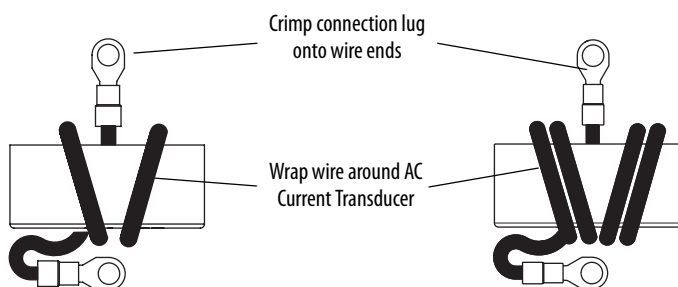 Crimp connection lug
onto wire ends
Wrap wire around AC
Current Transducer